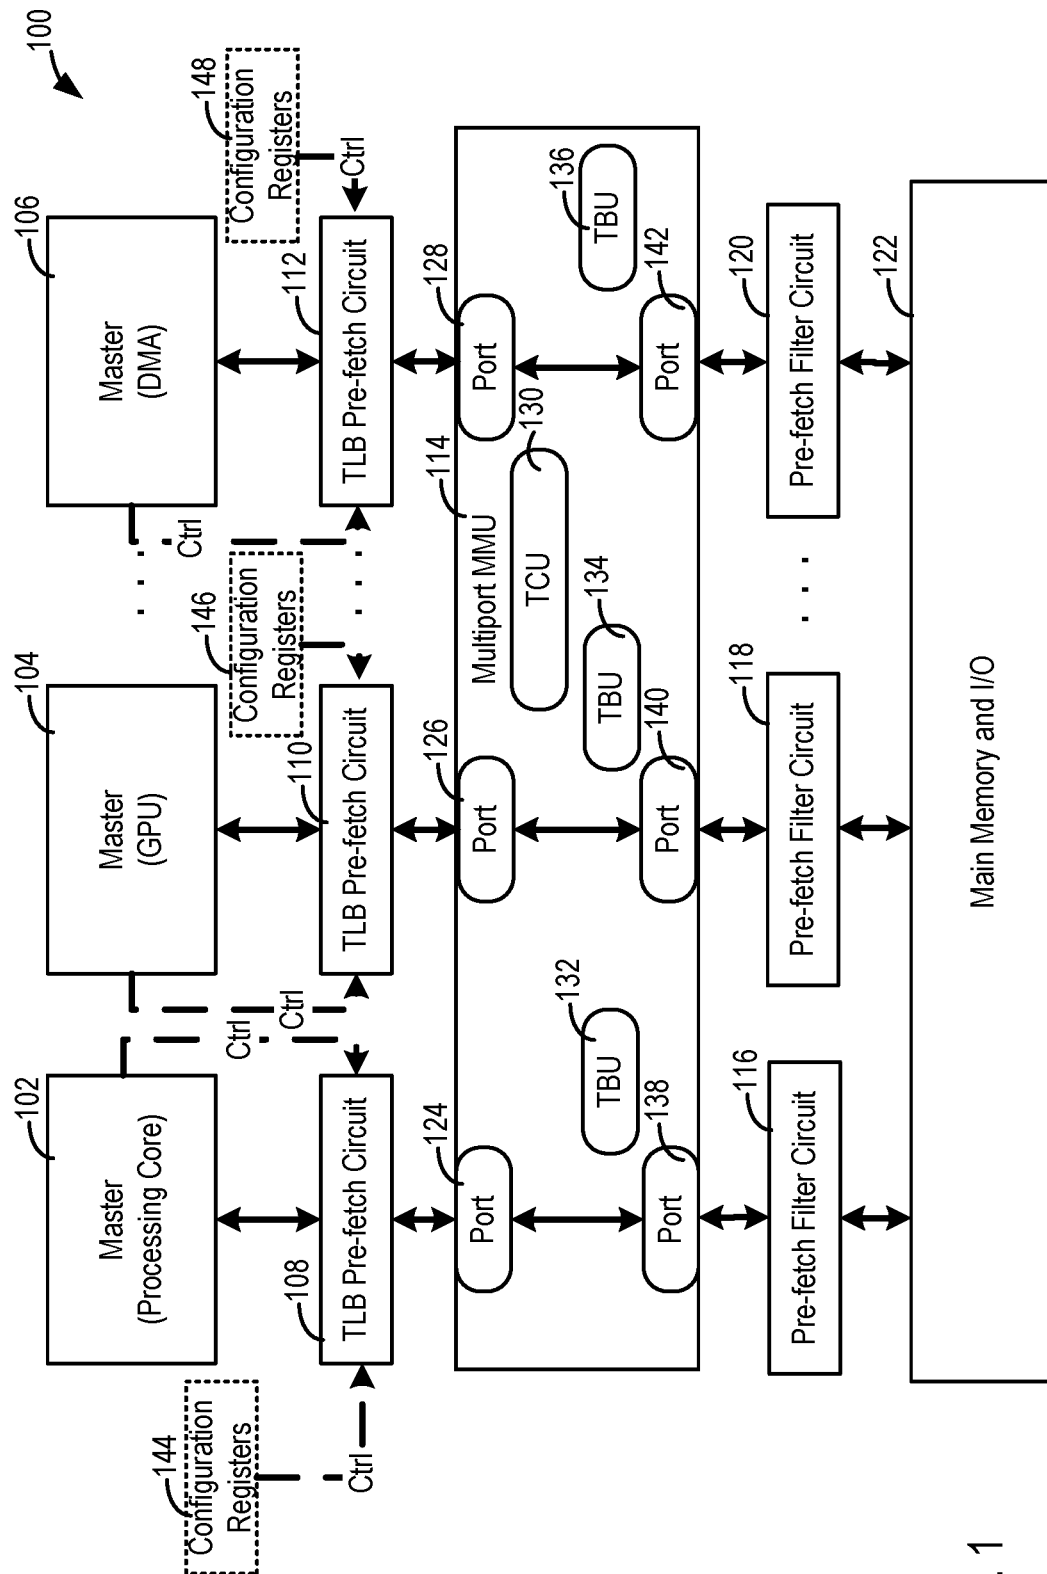 100
102
Master
(Processing Core)
104
Master
(GPU)
106
Master
(DMA)
144
Configuration
Registers
146
Configuration
Registers
148
Configuration
Registers
Ctrl
Ctrl
Ctrl
Ctrl
Ctrl
108
TLB Pre-fetch Circuit
110
TLB Pre-fetch Circuit
112
TLB Pre-fetch Circuit
124
Port
126
Port
128
Port
114
Multiport MMU
130
TCU
132
TBU
134
TBU
136
TBU
138
Port
140
Port
142
Port
116
Pre-fetch Filter Circuit
118
Pre-fetch Filter Circuit
120
Pre-fetch Filter Circuit
122
Main Memory and I/O
. 1